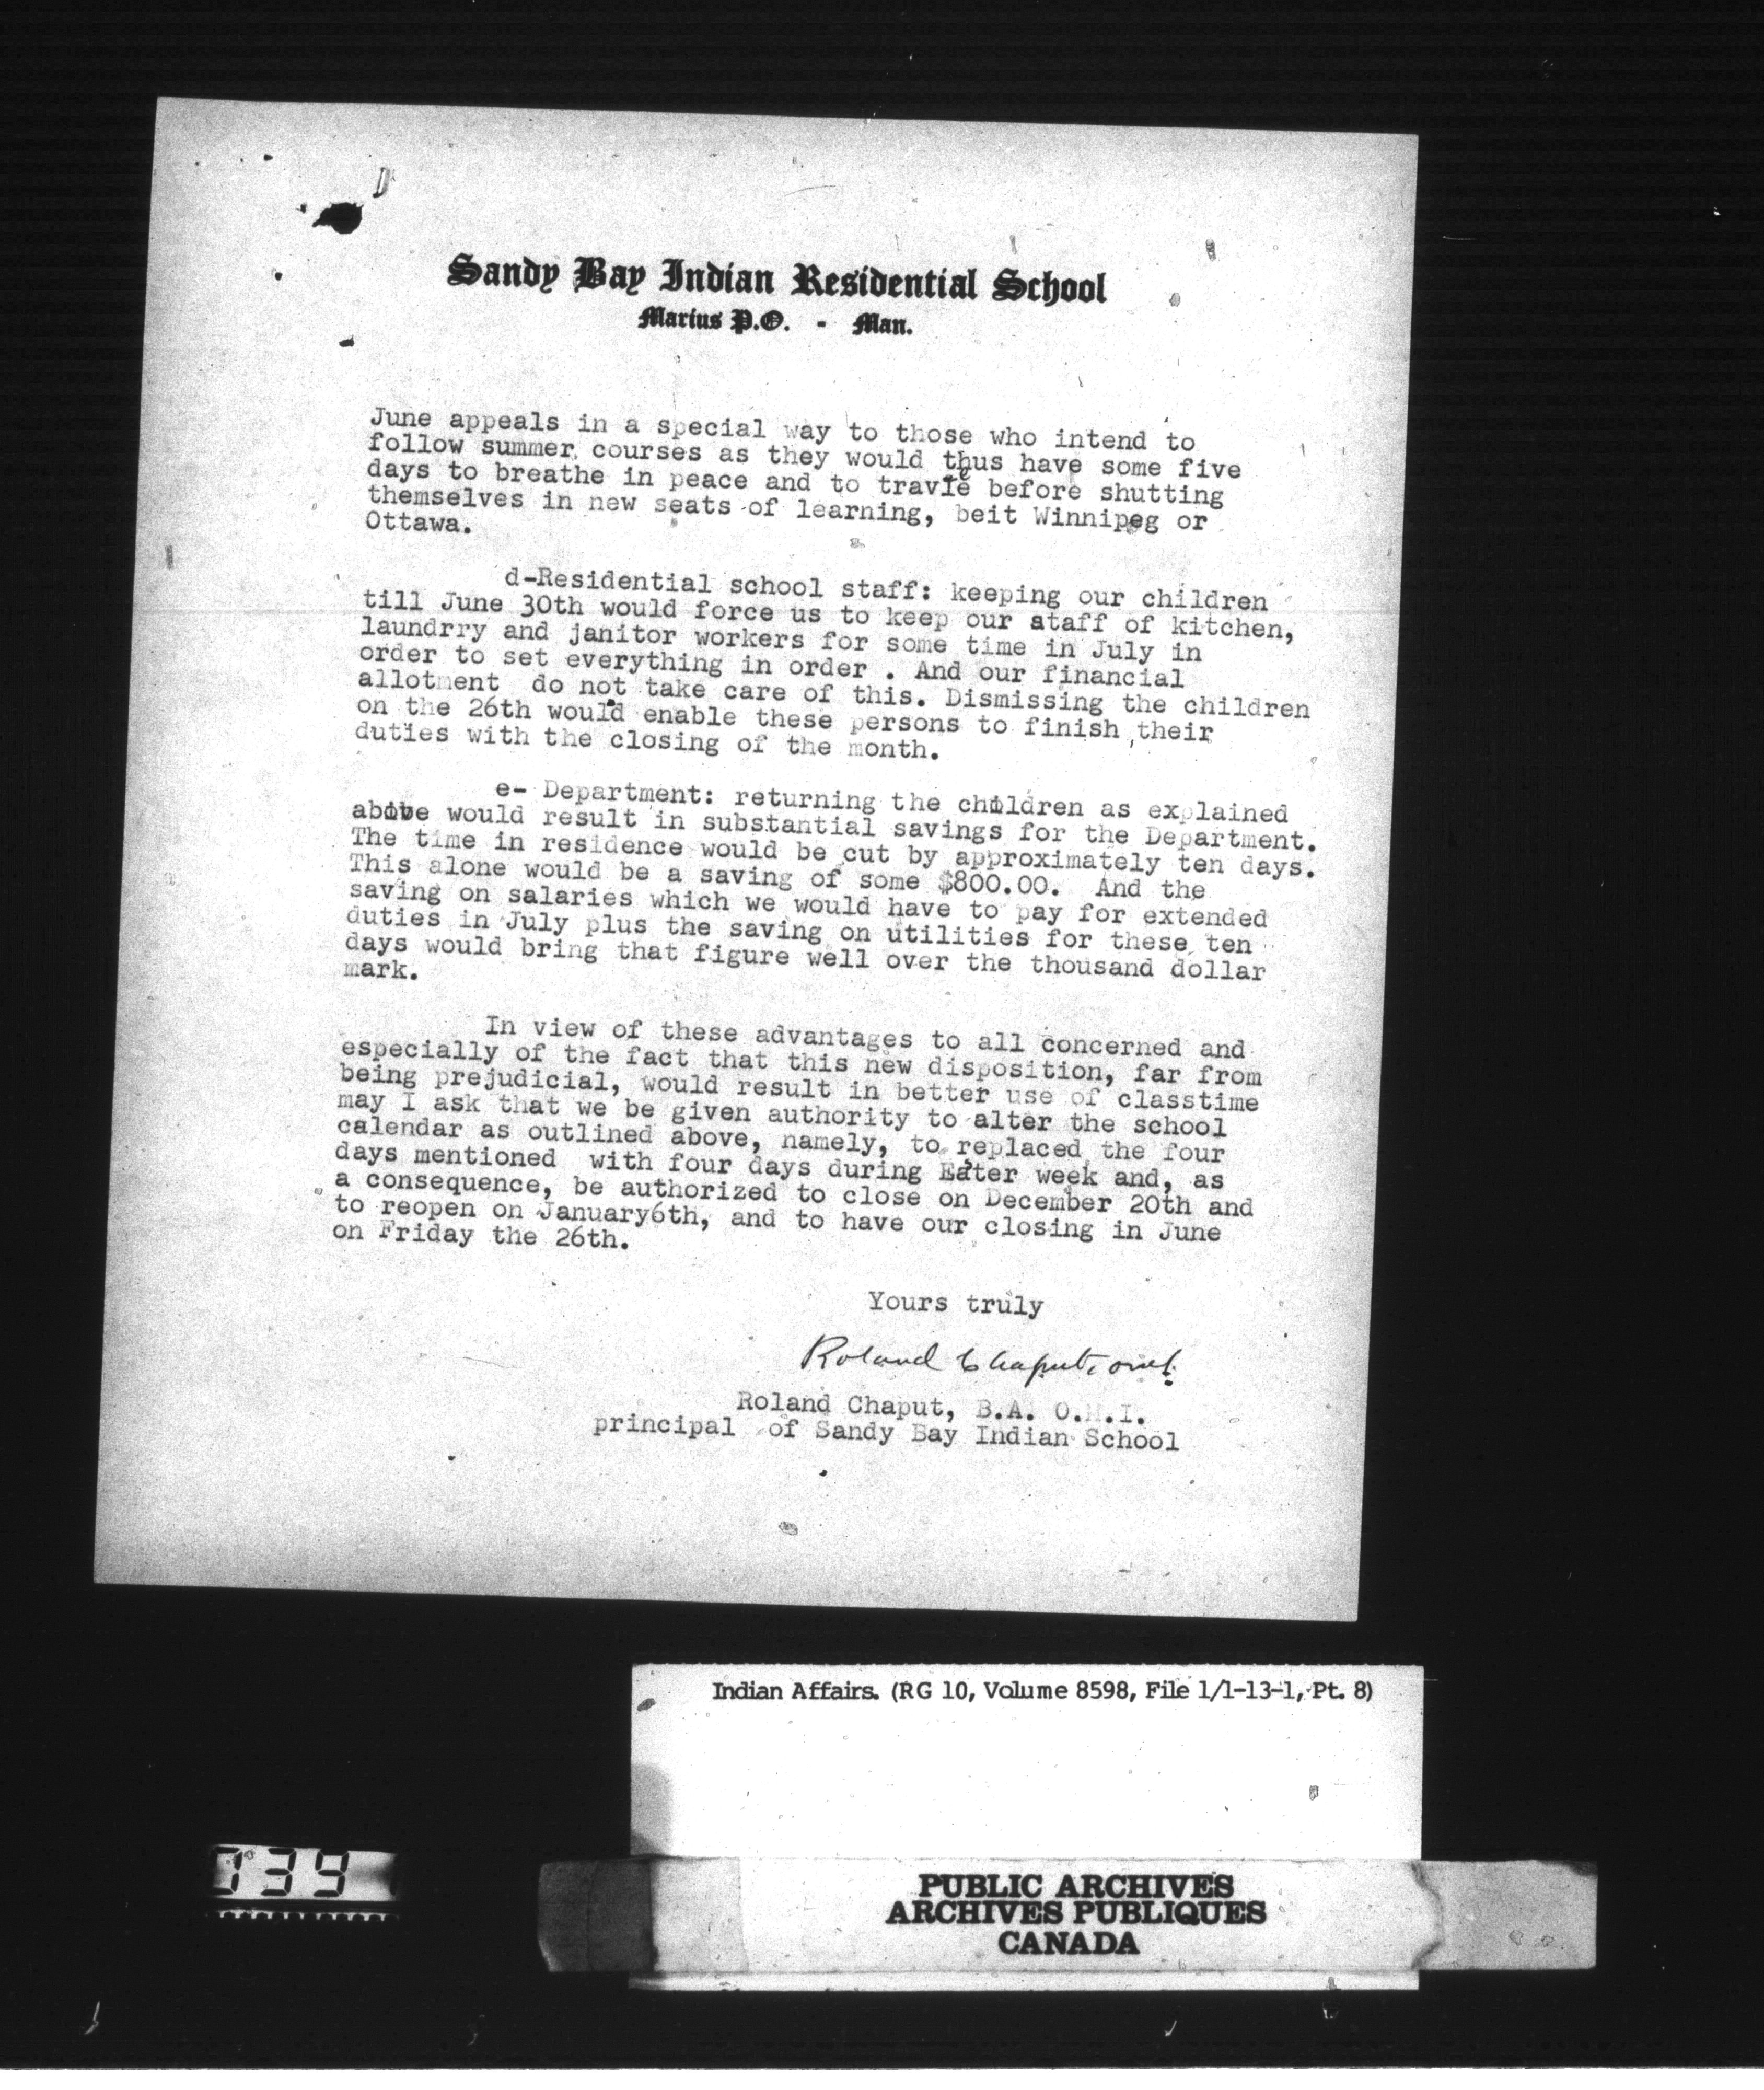 Sandy Bay Indian Residential School
Marius P.O. - Man.
June appeals in a special way to those who intend to
follow summer courses as they would thus have some five
days to breathe in peace and to travle before shutting
themselves in new seats of learning, beit Winnipeg or
Ottawa.
d-Residential school staff: keeping our children
till June 30th would force us to keep our staff of kitchen,
laundrry and janitor workers for some time in July in
order to set everything in order . And our financial
allotment do not take care of this. Dismissing the children
on the 26th would enable these persons to finish their
duties with the closing of the month.
e- Department: returning the children as explained
above would result in substantial savings for the Department.
The time in residence would be cut by approximately ten days.
This alone would be a saving of some $800.00. And the
saving on salaries which we would have to pay for extended
duties in July plus the saving on utilities for these ten
days would bring that figure well over the thousand dollar
mark.
In view of these advantages to all concerned and
especially of the fact that this new disposition, far from
being prejudicial, would result in better use of classtime
may I ask that we be given authority to alter the school
calendar as outlined above, namely, to replaced the four
days mentioned with four days during Eater week and, as
a consequence, be authorized to close on December 20th and
to reopen on January6th, and to have our closing in June
on Friday the 26th.
Yours truly
Roland Chaput, omi.
Roland Chaput, B.A. O.M.I.
principal of Sandy Bay Indian School
Indian Affairs. (RG 10, Volume 8598, File 1/1-13-1, Pt. 8)
739
PUBLIC ARCHIVES
ARCHIVES PUBLIQUES
CANADA